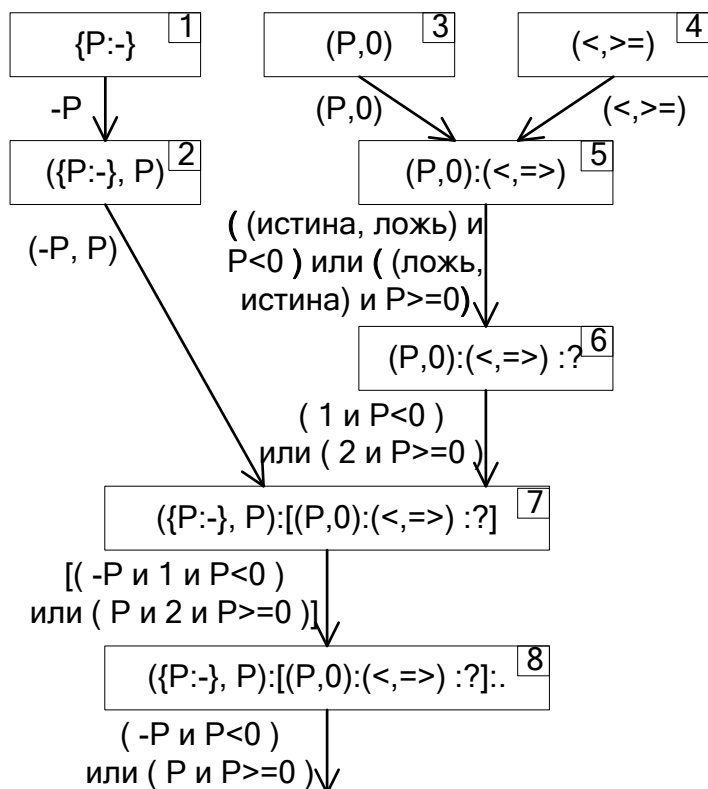 {P:-} 1
(P,0) 3
(<,>=) 4
-P
(P,0)
(<,>=)
({P:-}, P) 2
(P,0):(<,=>) 5
(-P, P)
( (истина, ложь) и
P<0 ) или ( (ложь,
истина) и P>=0)
(P,0):(<,=>) :? 6
( 1 и P<0 )
или ( 2 и P>=0 )
({P:-}, P):[(P,0):(<,=>) :?] 7
[( -P и 1 и P<0 )
или ( P и 2 и P>=0 )]
({P:-}, P):[(P,0):(<,=>) :?]:. 8
( -P и P<0 )
или ( P и P>=0 )